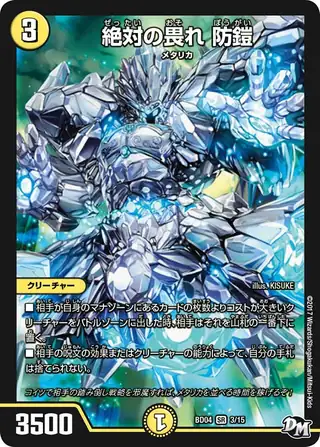 3
ぜったい おそ ぼうがい
絶対の畏れ 防鎧
メタリカ
illus. KISUKE
クリーチャー
■相手が自身のマナゾーンにあるカードの枚数よりコストが大きいク
リーチャーをバトルゾーンに出した時、相手はそれを山札の一番下に
置く。
■相手の呪文の効果またはクリーチャーの能力によって、自分の手札
は捨てられない。
コイツで相手の踏み倒し戦略を邪魔すれば、メタリカを並べる時間を稼げるぞ!
3500
1
BD04 SR 3/15
DM
©2017 Wizards/Shogakukan/Mitsui-Kids